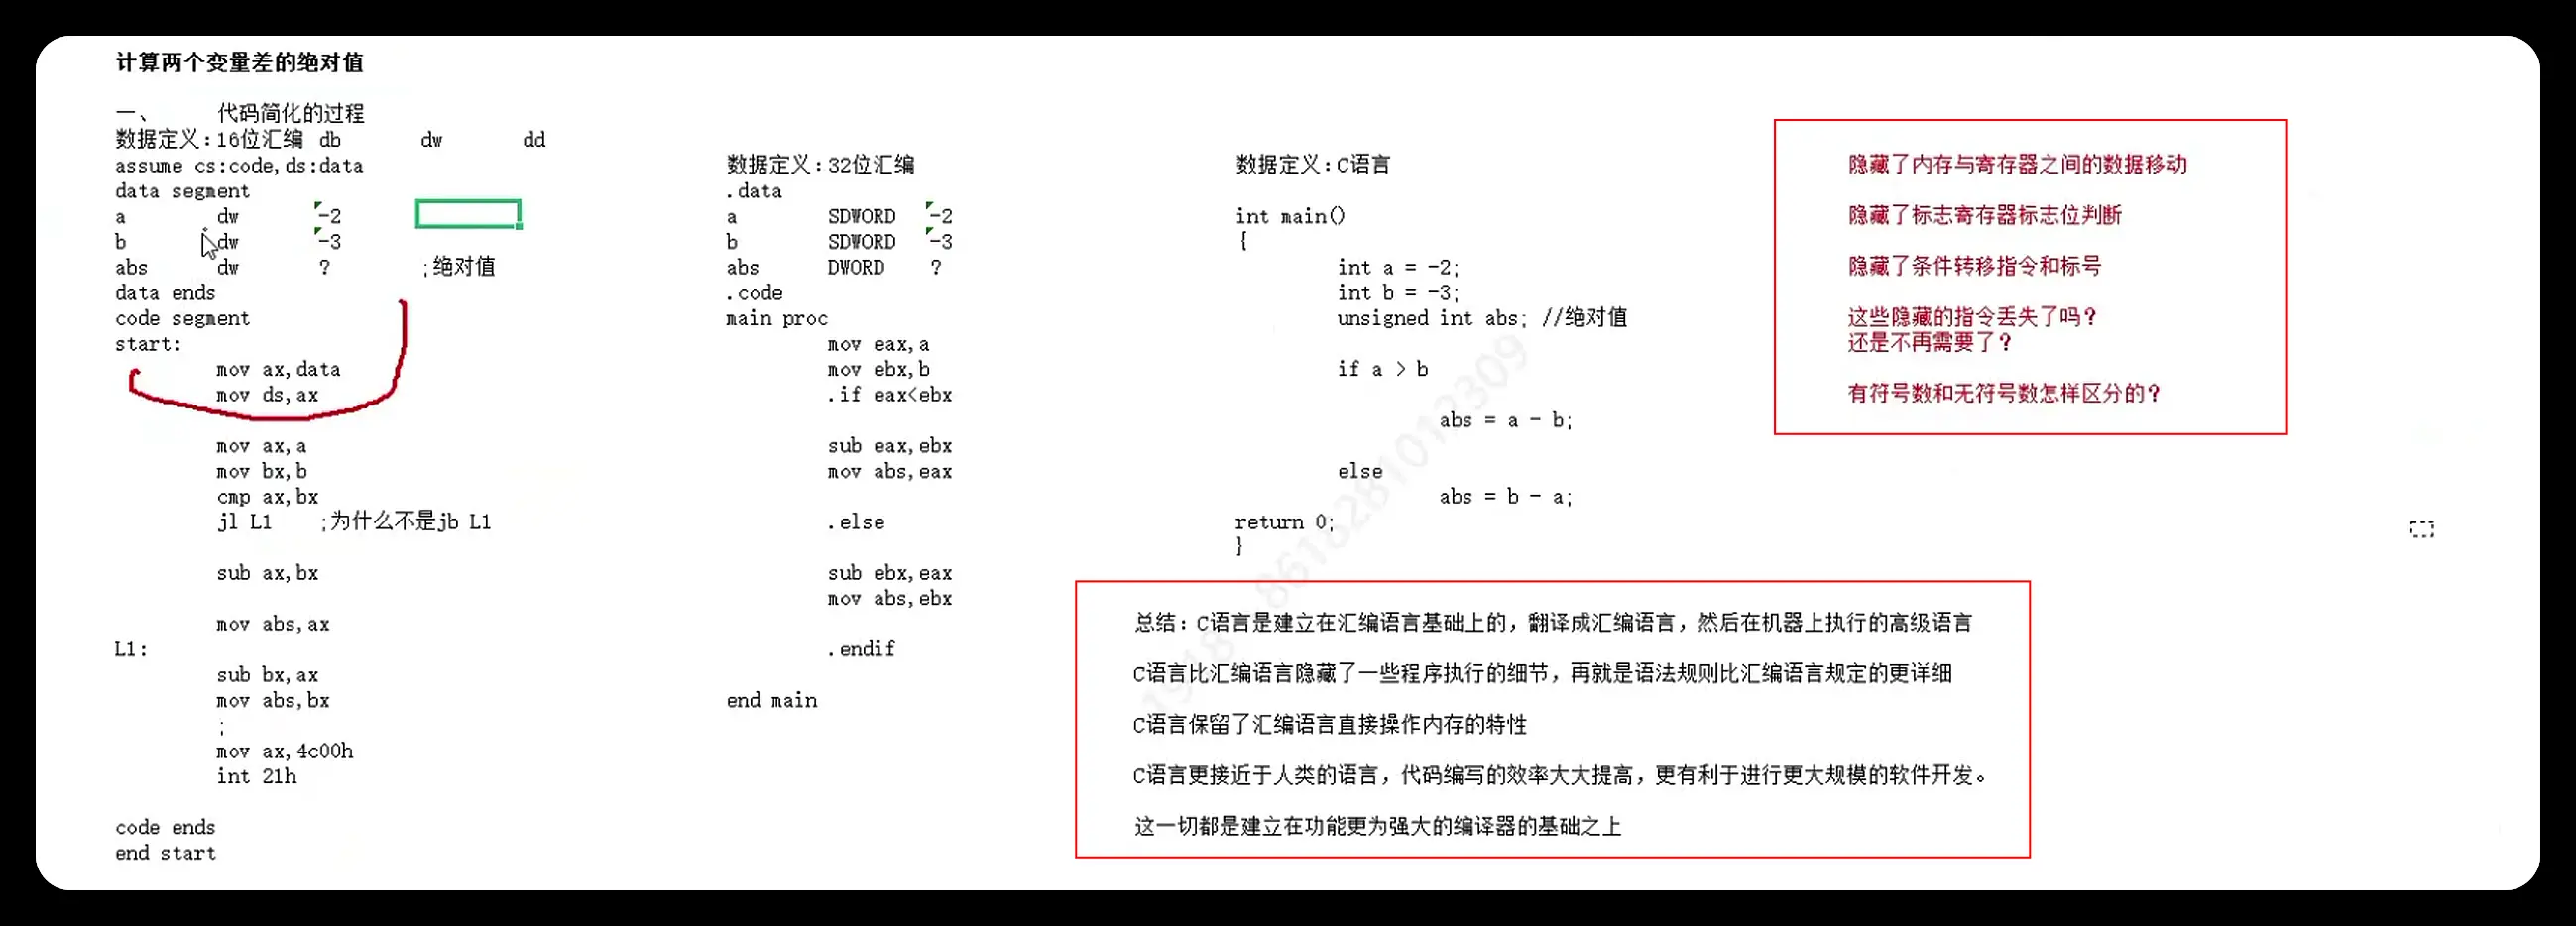 计算两个变量差的绝对值
一、 代码简化的过程
数据定义:16位汇编 db dw dd
assume cs:code,ds:data
data segment
a dw -2
b dw -3
abs dw ? ;绝对值
data ends
code segment
start:
mov ax,data
mov ds,ax
mov ax,a
mov bx,b
cmp ax,bx
jl L1 ;为什么不是jb L1
sub ax,bx
mov abs,ax
L1:
sub bx,ax
mov abs,bx
;
mov ax,4c00h
int 21h
code ends
end start
数据定义:32位汇编
.data
a SDWORD -2
b SDWORD -3
abs DWORD ?
.code
main proc
mov eax,a
mov ebx,b
.if eax<ebx
sub eax,ebx
mov abs,eax
.else
sub ebx,eax
mov abs,ebx
.endif
end main
数据定义:C语言
int main()
{
int a = -2;
int b = -3;
unsigned int abs; //绝对值
if a > b
abs = a - b;
else
abs = b - a;
return 0;
}
隐藏了内存与寄存器之间的数据移动
隐藏了标志寄存器标志位判断
隐藏了条件转移指令和标号
这些隐藏的指令丢失了吗?
还是不再需要了?
有符号数和无符号数怎样区分的?
总结:C语言是建立在汇编语言基础上的,翻译成汇编语言,然后在机器上执行的高级语言
C语言比汇编语言隐藏了一些程序执行的细节,再就是语法规则比汇编语言规定的更详细
C语言保留了汇编语言直接操作内存的特性
C语言更接近于人类的语言,代码编写的效率大大提高,更有利于进行更大规模的软件开发。
这一切都是建立在功能更为强大的编译器的基础之上